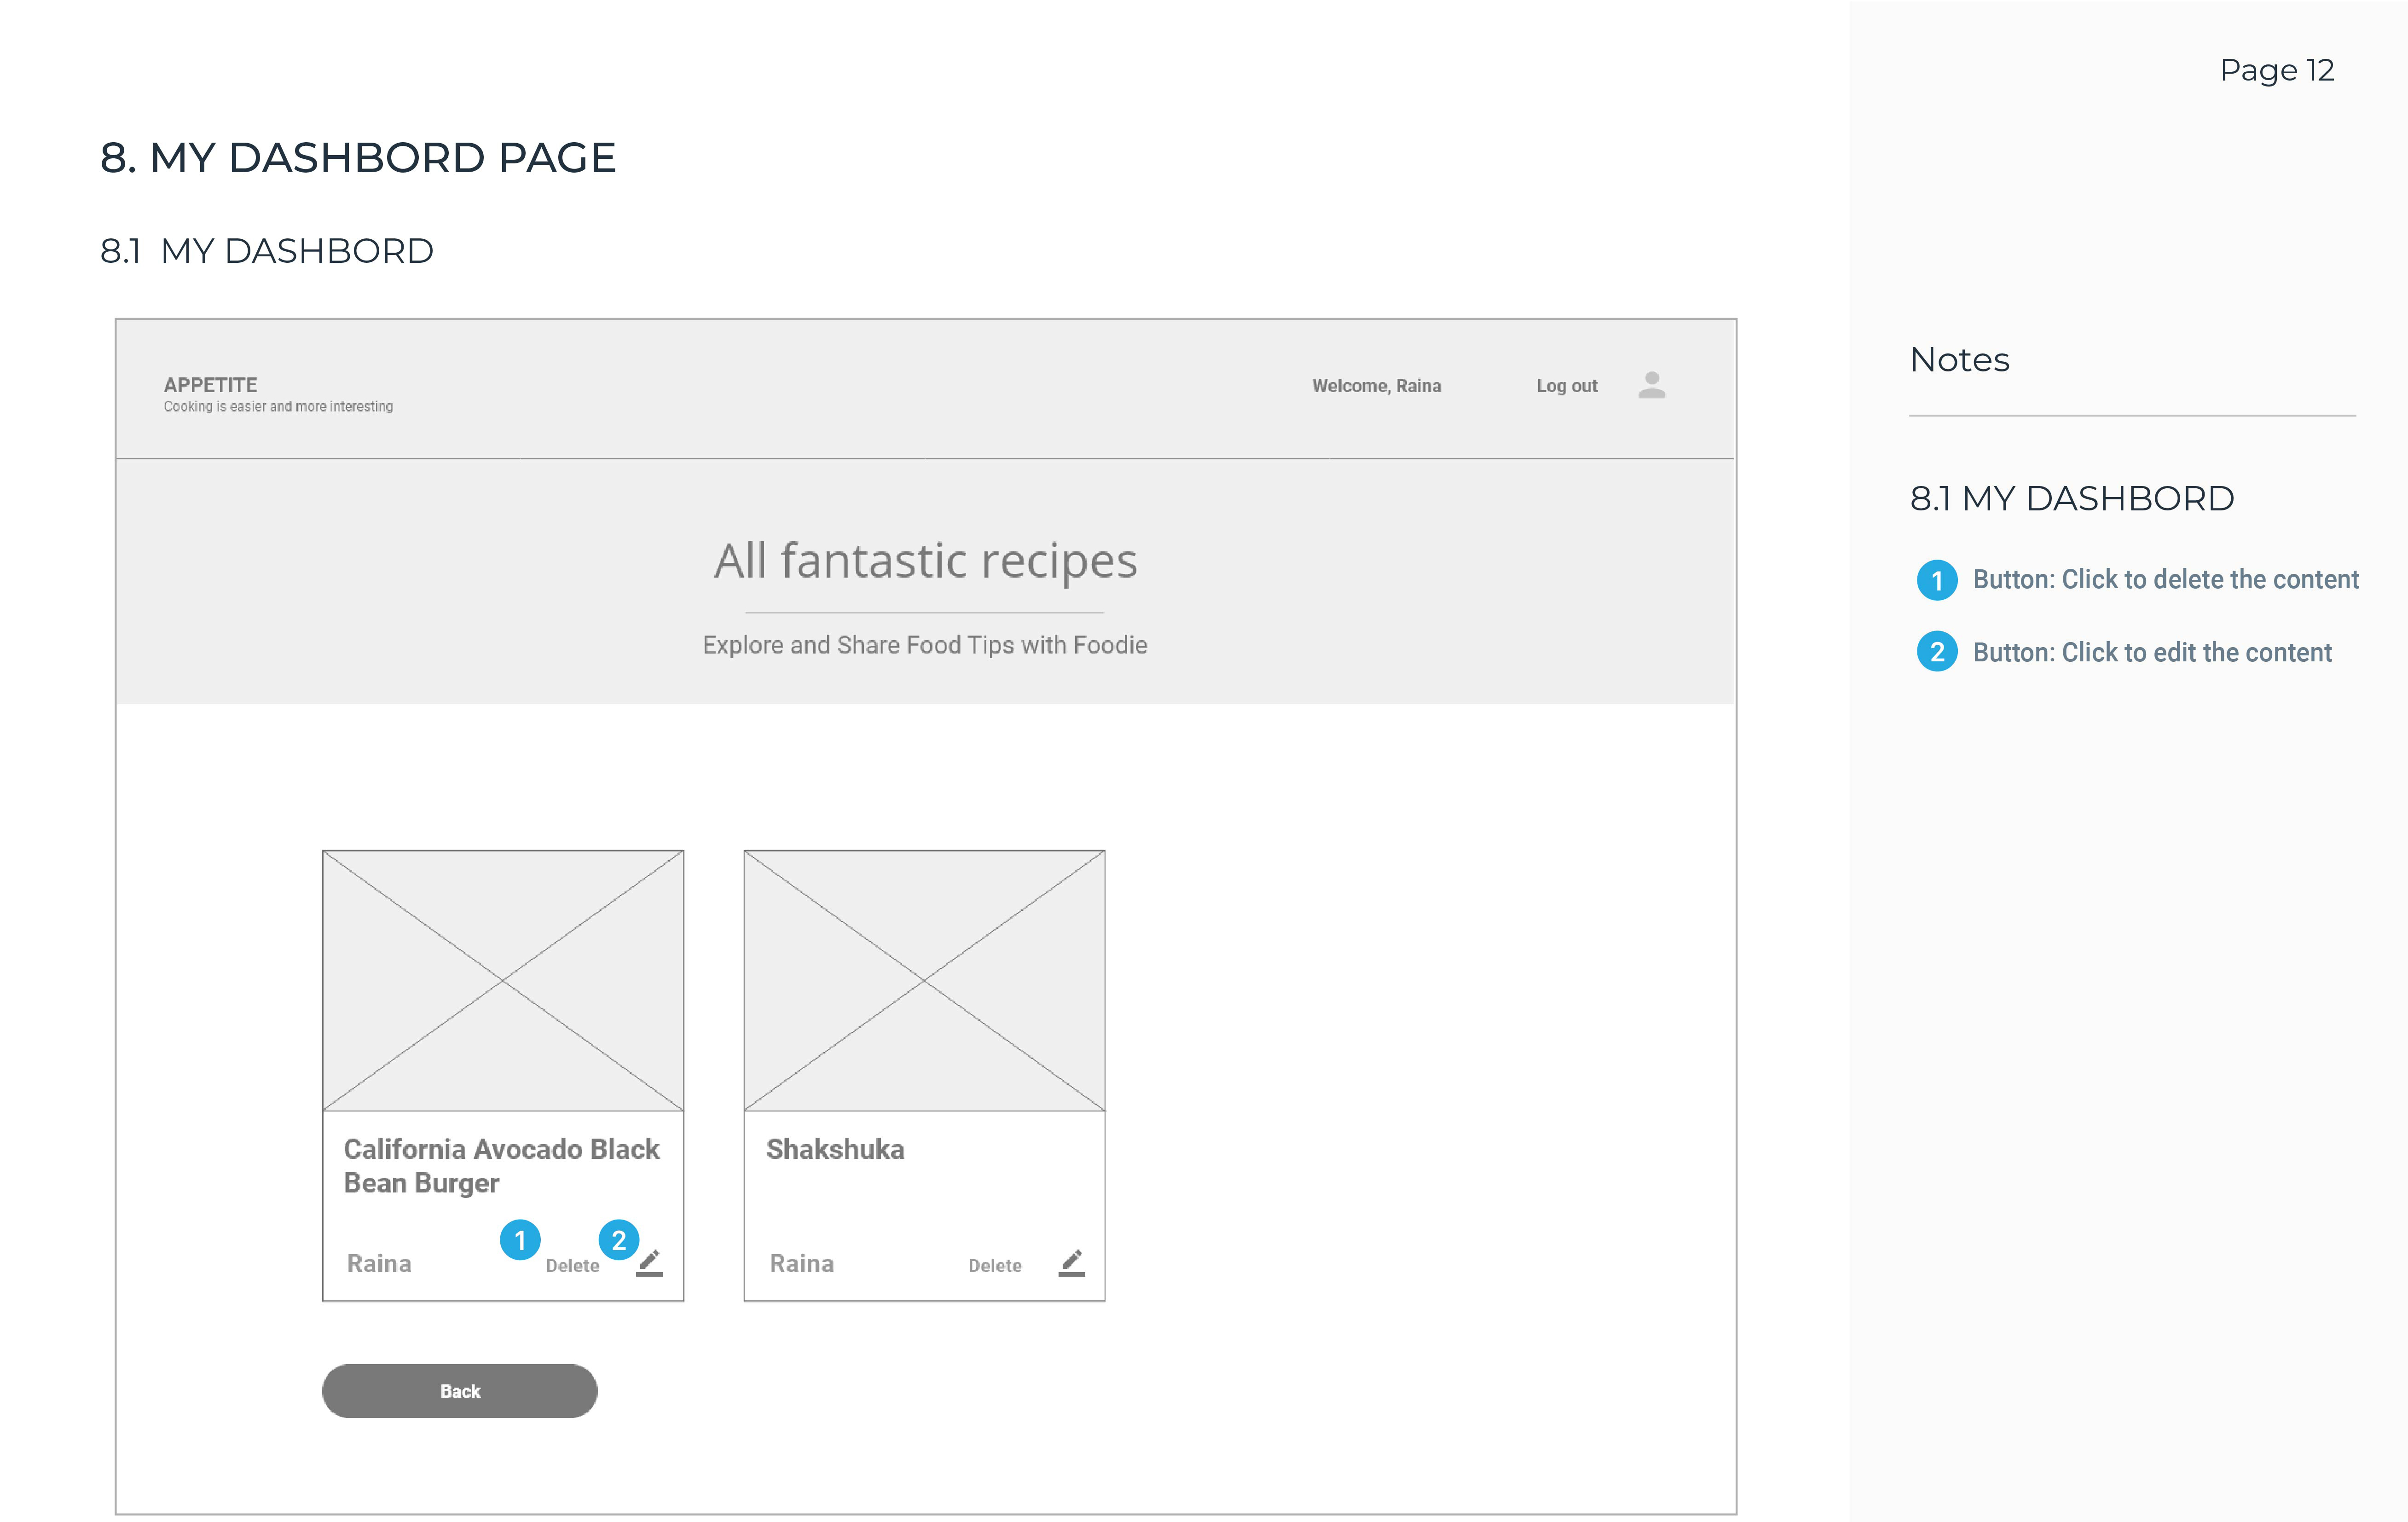 Page 12
8. MY DASHBORD PAGE
8.1 MY DASHBORD
APPETITE
Cooking is easier and more interesting
Welcome, Raina
Log out
All fantastic recipes
Explore and Share Food Tips with Foodie
California Avocado Black
Bean Burger
Raina
1
Delete
2
Shakshuka
Raina
Delete
Back
Notes
8.1 MY DASHBORD
1 Button: Click to delete the content
2 Button: Click to edit the content